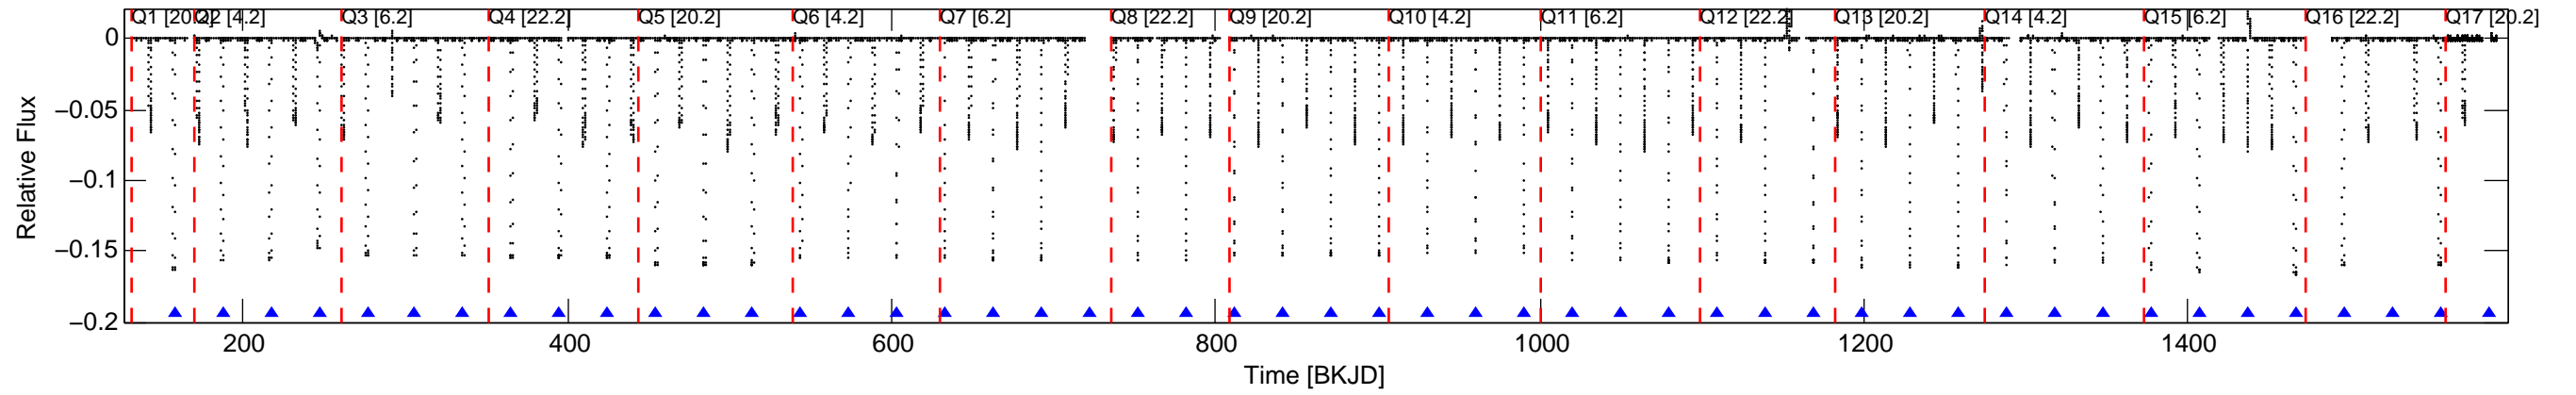 Q1 [20.2] Q2 [4.2] Q3 [6.2] Q4 [22.2] Q5 [20.2] Q6 [4.2] Q7 [6.2] Q8 [22.2] Q9 [20.2] Q10 [4.2] Q11 [6.2] Q12 [22.2] Q13 [20.2] Q14 [4.2] Q15 [6.2] Q16 [22.2] Q17 [20.2]
0
−0.05
−0.1
−0.15
−0.2
Relative Flux
200 400 600 800 1000 1200 1400
Time [BKJD]